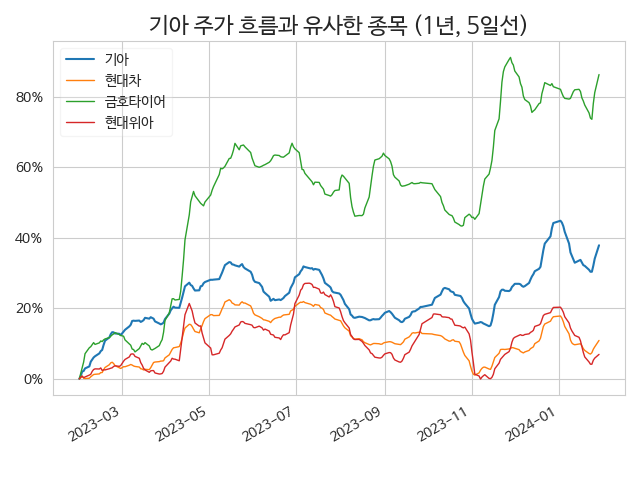 기아 주가 흐름과 유사한 종목 (1년, 5일선)
기아
현대차
금호타이어
현대위아
80%
60%
40%
20%
0%
2023-03
2023-05
2023-07
2023-09
2023-11
2024-01